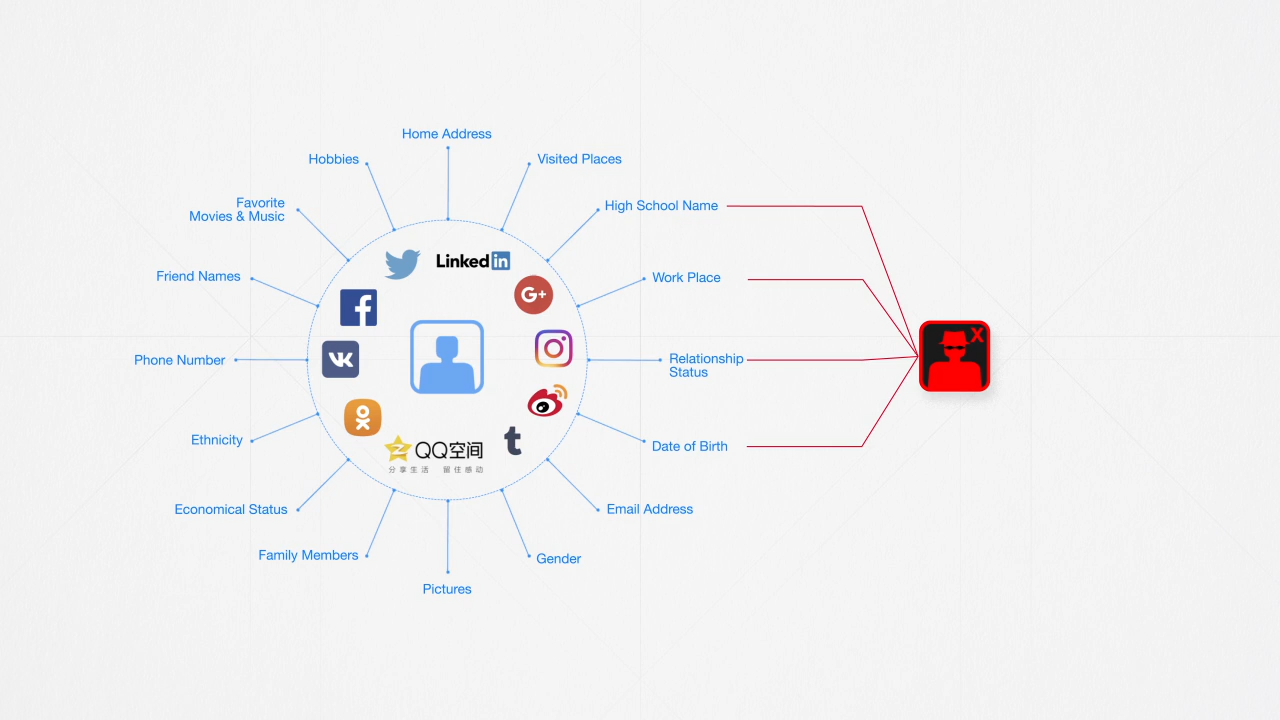 Home Address
Hobbies
Visited Places
Favorite
Movies & Music
High School Name
Linked in
G+
Friend Names
Work Place
f
X
Phone Number
VK
Relationship
Status
Ethnicity
t
Date of Birth
QQ空间
分享生活 留住感动
Economical Status
Email Address
Family Members
Gender
Pictures